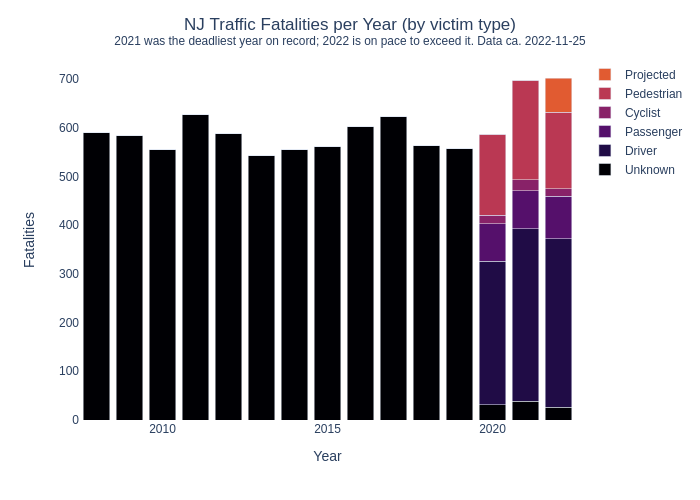 NJ Traffic Fatalities per Year (by victim type)
2021 was the deadliest year on record; 2022 is on pace to exceed it. Data ca. 2022-11-25
Projected
Pedestrian
Cyclist
Passenger
Driver
Unknown
700
600
500
400
300
200
100
0
Fatalities
2010
2015
2020
Year